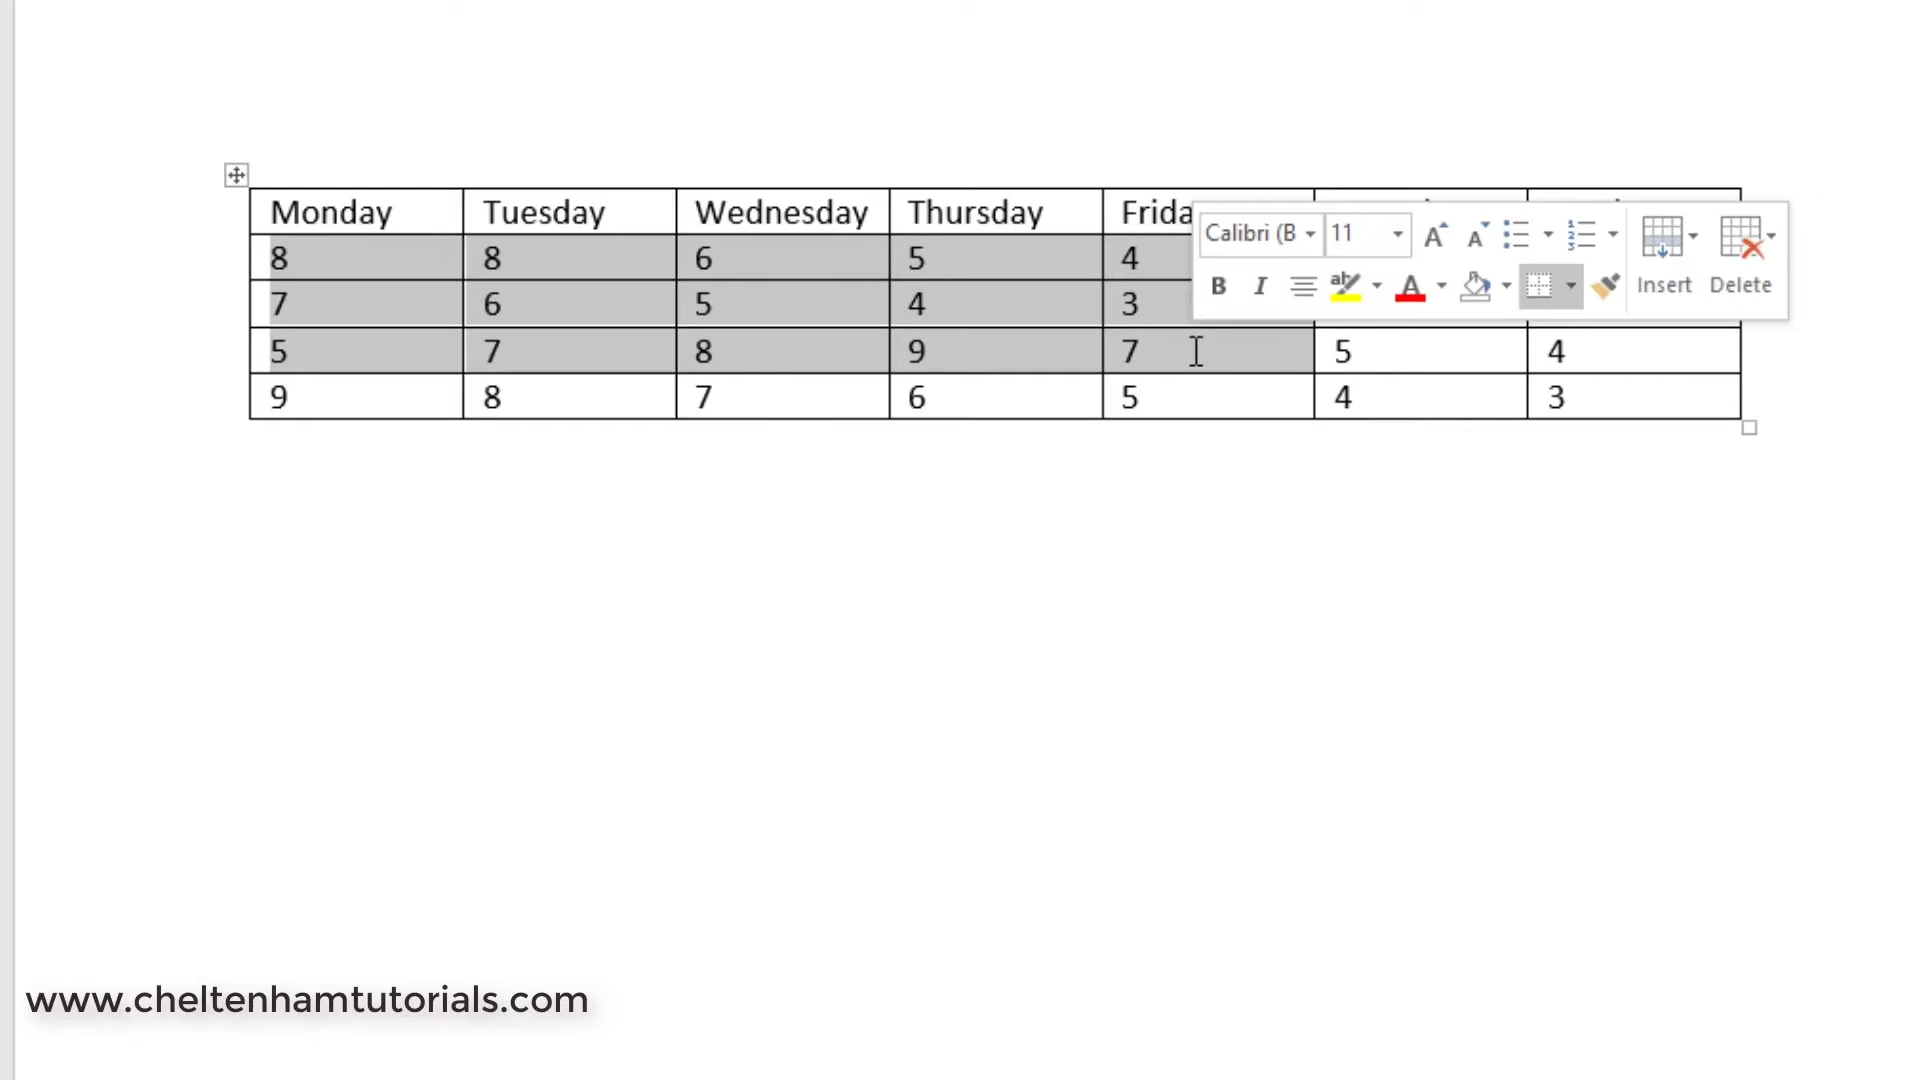 Monday Tuesday Wednesday Thursday Frida
8 8 6 5 4
7 6 5 4 3
5 7 8 9 7 5 4
9 8 7 6 5 4 3
Calibri (B 11 A A
B I ab A Insert Delete
www.cheltenhamtutorials.com